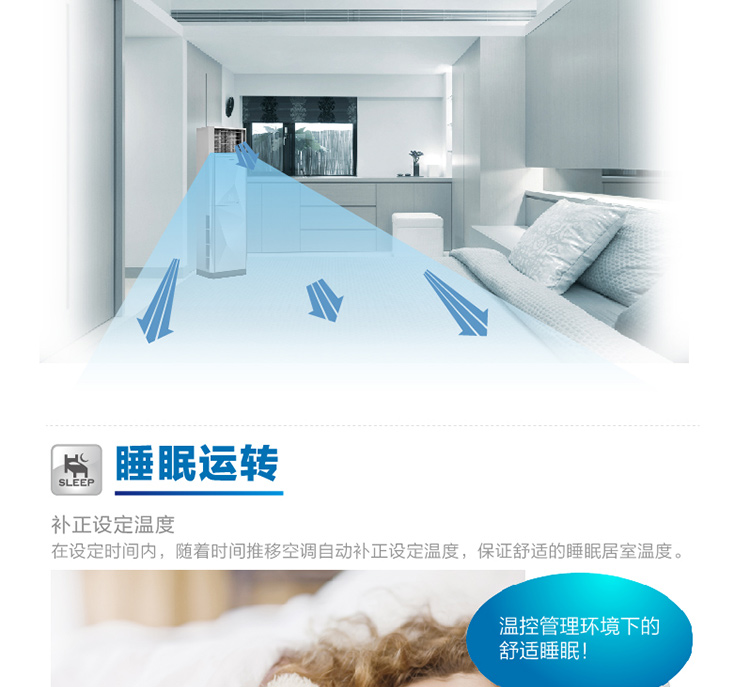 SLEEP
睡眠运转
补正设定温度
在设定时间内，随着时间推移空调自动补正设定温度，保证舒适的睡眠居室温度。
温控管理环境下的
舒适睡眠！